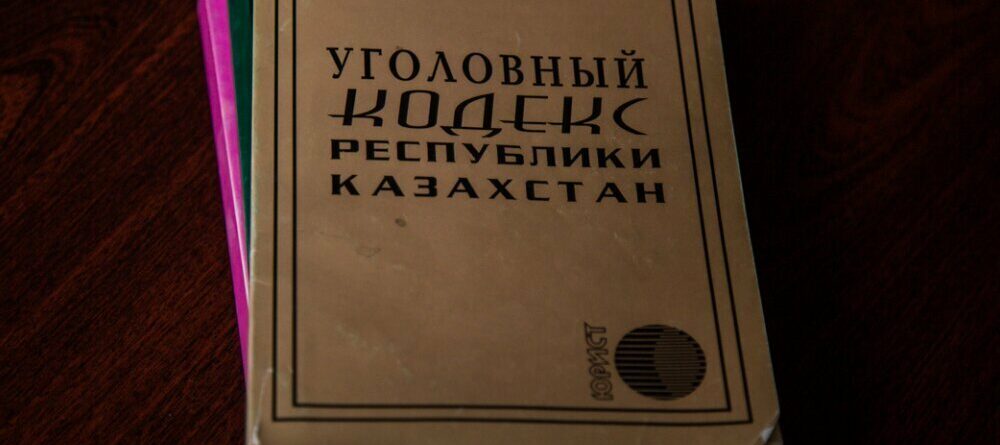 УГОЛОВНЫЙ
КОДЕКС
РЕСПУБЛИКИ
КАЗАХСТАН
ЮРИСТ